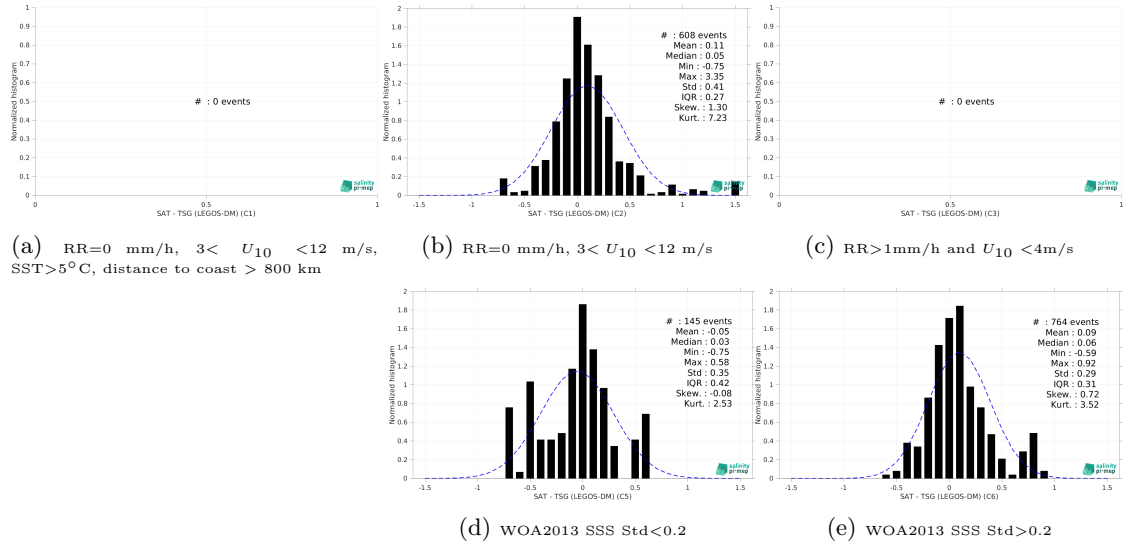 1
0.9
0.8
0.7
0.6
0.5
0.4
0.3
0.2
0.1
0
Normalized histogram
# : 0 events
salinity
pi-mep
0 0.5 1
SAT - TSG (LEGOS-DM) (C1)
(a) RR=0 mm/h, 3< U10 <12 m/s,
SST>5°C, distance to coast > 800 km
2
1.8
1.6
1.4
1.2
1
0.8
0.6
0.4
0.2
0
Normalized histogram
# : 608 events
Mean : 0.11
Median : 0.05
Min : -0.75
Max : 3.35
Std : 0.41
IQR : 0.27
Skew. : 1.30
Kurt. : 7.23
salinity
pi-mep
-1.5 -1 -0.5 0 0.5 1 1.5
SAT - TSG (LEGOS-DM) (C2)
(b) RR=0 mm/h, 3< U10 <12 m/s
1
0.9
0.8
0.7
0.6
0.5
0.4
0.3
0.2
0.1
0
Normalized histogram
# : 0 events
salinity
pi-mep
0 0.5 1
SAT - TSG (LEGOS-DM) (C3)
(c) RR>1mm/h and U10 <4m/s
2
1.8
1.6
1.4
1.2
1
0.8
0.6
0.4
0.2
0
Normalized histogram
# : 145 events
Mean : -0.05
Median : 0.03
Min : -0.75
Max : 0.58
Std : 0.35
IQR : 0.42
Skew. : -0.08
Kurt. : 2.53
salinity
pi-mep
-1.5 -1 -0.5 0 0.5 1 1.5
SAT - TSG (LEGOS-DM) (C5)
(d) WOA2013 SSS Std<0.2
2
1.8
1.6
1.4
1.2
1
0.8
0.6
0.4
0.2
0
Normalized histogram
# : 764 events
Mean : 0.09
Median : 0.06
Min : -0.59
Max : 0.92
Std : 0.29
IQR : 0.31
Skew. : 0.72
Kurt. : 3.52
salinity
pi-mep
-1.5 -1 -0.5 0 0.5 1 1.5
SAT - TSG (LEGOS-DM) (C6)
(e) WOA2013 SSS Std>0.2